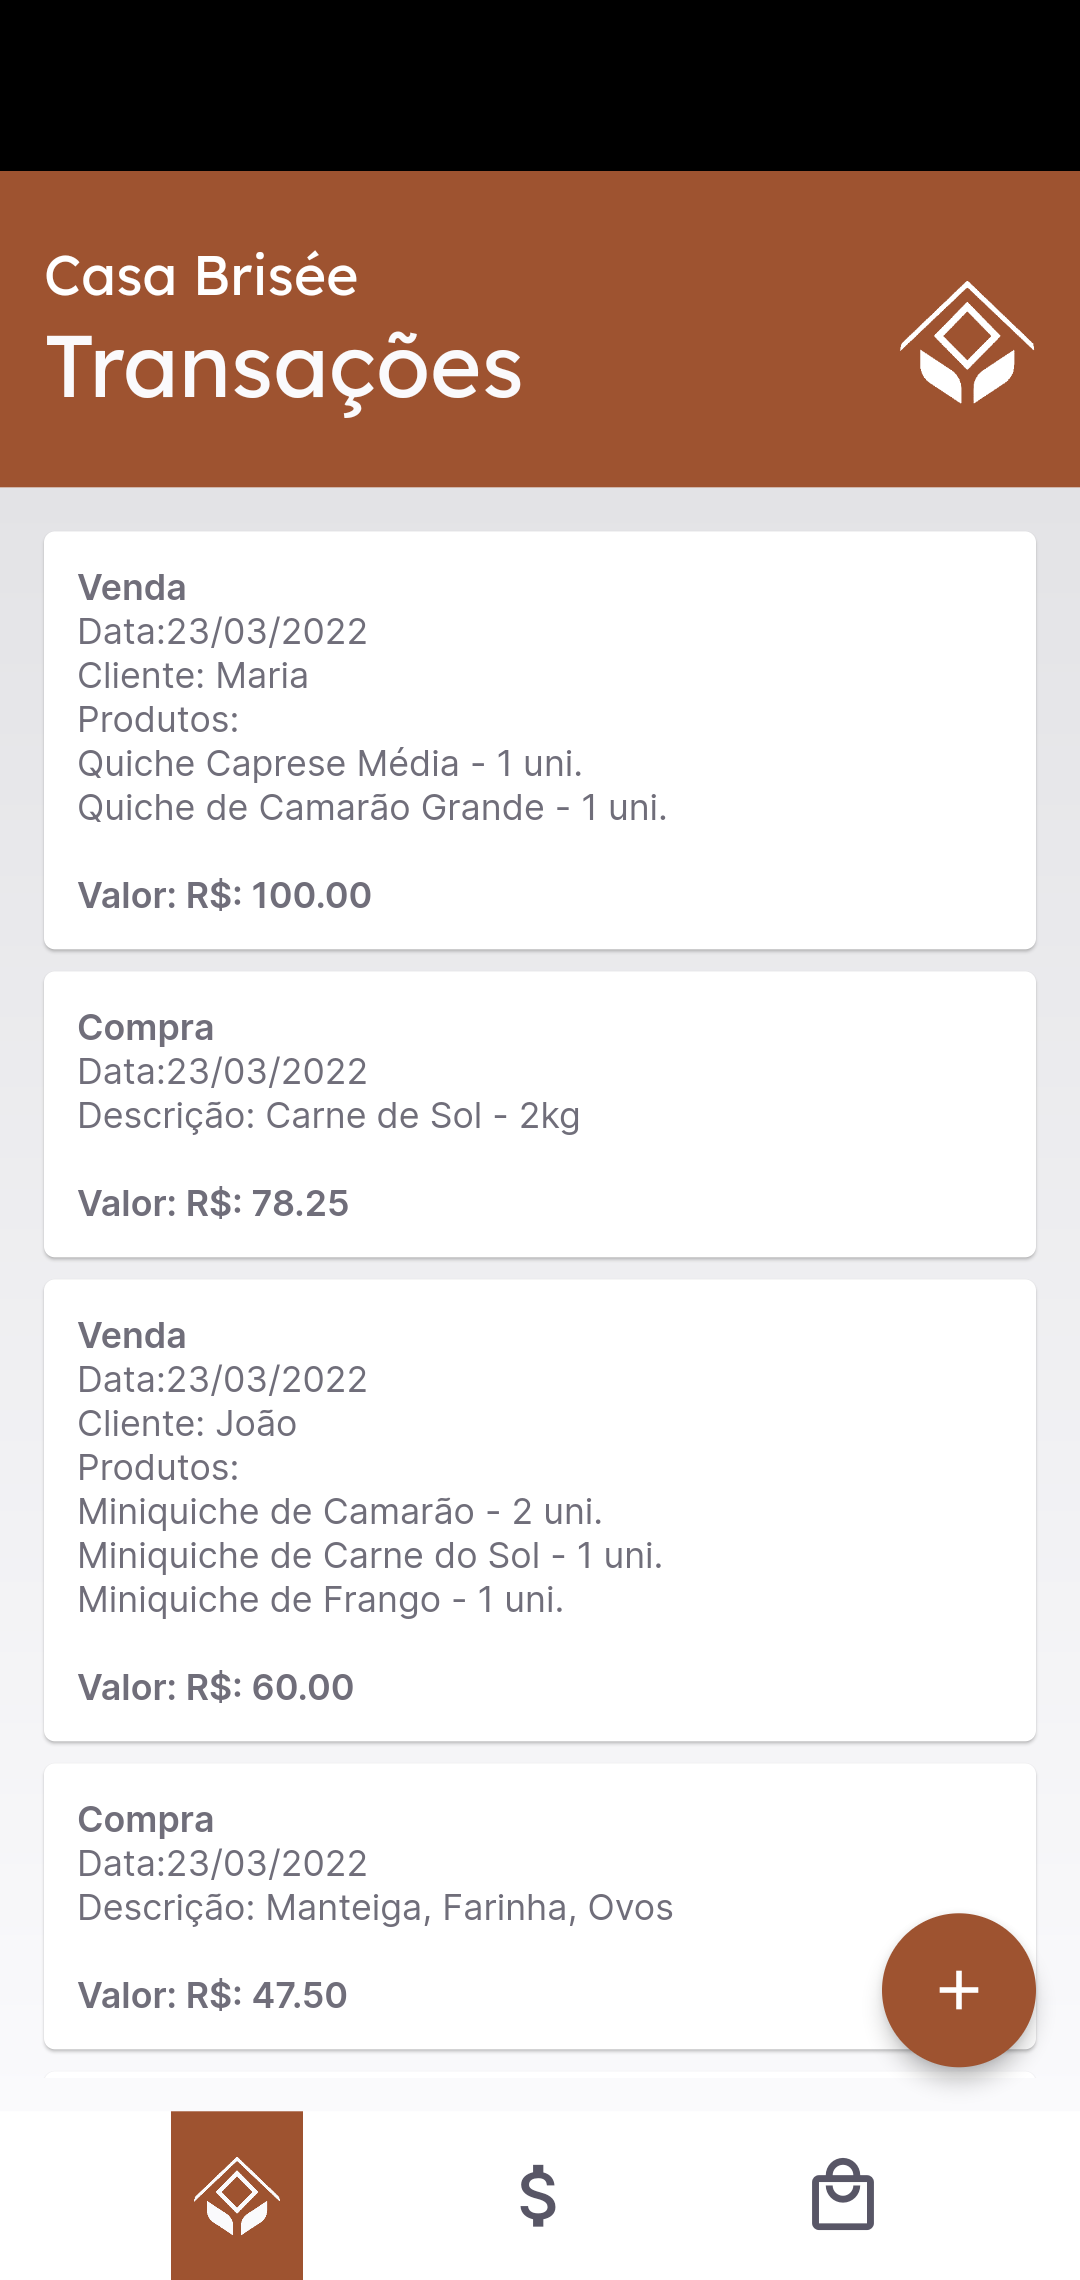 Casa Brisée
Transações
Venda
Data:23/03/2022
Cliente: Maria
Produtos:
Quiche Caprese Média - 1 uni.
Quiche de Camarão Grande - 1 uni.
Valor: R$: 100.00
Compra
Data:23/03/2022
Descrição: Carne de Sol - 2kg
Valor: R$: 78.25
Venda
Data:23/03/2022
Cliente: João
Produtos:
Miniquiche de Camarão - 2 uni.
Miniquiche de Carne do Sol - 1 uni.
Miniquiche de Frango - 1 uni.
Valor: R$: 60.00
Compra
Data:23/03/2022
Descrição: Manteiga, Farinha, Ovos
Valor: R$: 47.50